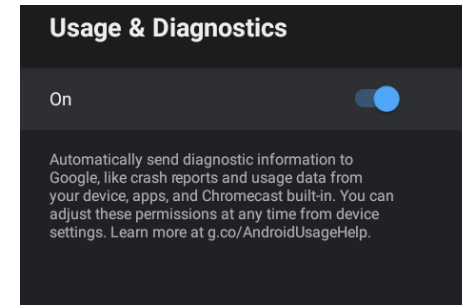 Usage & Diagnostics
On
Automatically send diagnostic information to
Google, like crash reports and usage data from
your device, apps, and Chromecast built-in. You can
adjust these permissions at any time from device
settings. Learn more at g.co/AndroidUsageHelp.